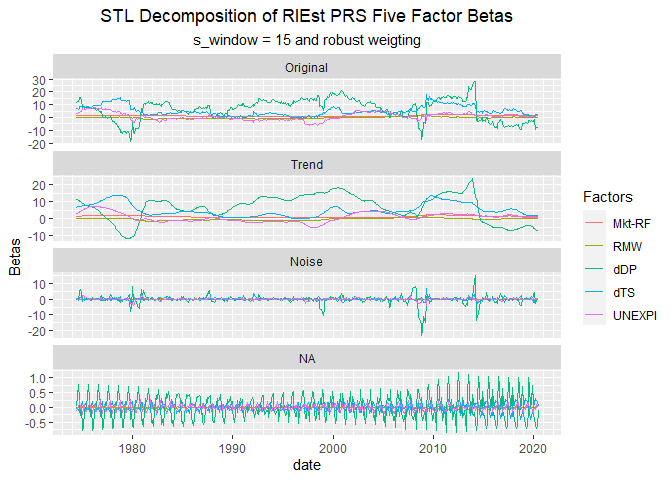 STL Decomposition of RlEst PRS Five Factor Betas
s_window = 15 and robust weigting
Original
30
20
10
0
-10
-20
Trend
20
10
0
-10
Noise
10
0
-10
-20
NA
1.0
0.5
0.0
-0.5
1980
1990
2000
2010
2020
date
Betas
Factors
Mkt-RF
RMW
dDP
dTS
UNEXPI